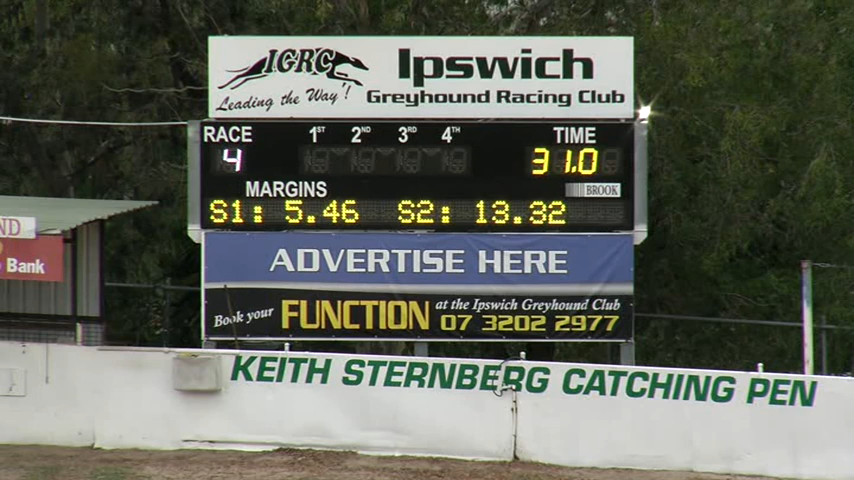 IGRC
Leading the Way'!
Ipswich
Greyhound Racing Club
RACE 1ST 2ND 3RD 4TH TIME
4 31.0
MARGINS BROOK
S1: 5.46 S2: 13.32
ADVERTISE HERE
Book your FUNCTION at the Ipswich Greyhound Club
07 3202 2977
Bank
KEITH STERNBERG CATCHING PEN